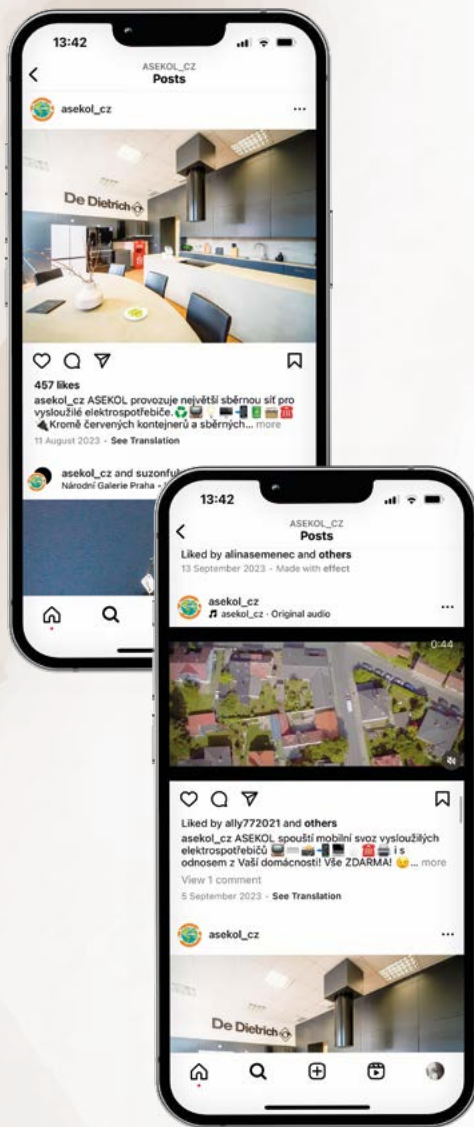 13:42
ASEKOL_CZ
Posts
asekol_cz
De Dietrich
457 likes
asekol_cz ASEKOL provozuje největší sběrnou síť pro
vysloužilé elektrospotřebiče.
Kromě červených kontejnerů a sběrných... more
11 August 2023 - See Translation
asekol_cz and
Národní Galerie Praha -
13:42
ASEKOL_CZ
Posts
Liked by alinasemenec and others
13 September 2023 - Made with effect
asekol_cz
asekol_cz · Original audio
0:44
Liked by ally772021 and others
asekol_cz ASEKOL spouští mobilní svoz vysloužilých
elektrospotřebičů i s
odnosem z Vaší domácnosti! Vše ZDARMA! ... more
View 1 comment
5 September 2023 - See Translation
asekol_cz
De Dietrich